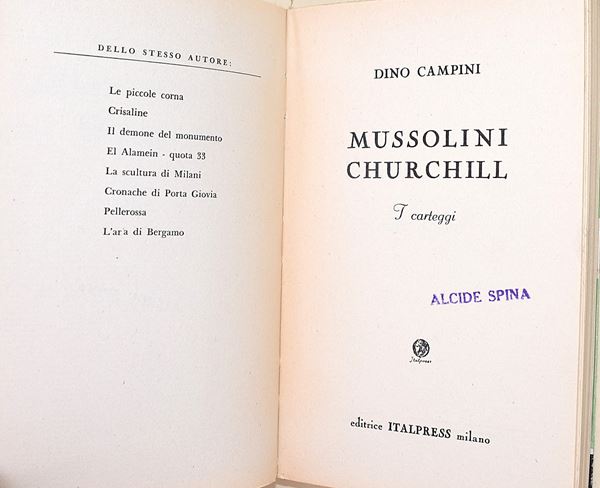 DELLO STESSO AUTORE:
Le piccole corna
Crisaline
Il demone del monumento
El Alamein - quota 33
La scultura di Milani
Cronache di Porta Giovia
Pellerossa
L'ara di Bergamo
DINO CAMPINI
MUSSOLINI
CHURCHILL
I carteggi
ALCIDE SPINA
Italpress
editrice ITALPRESS milano